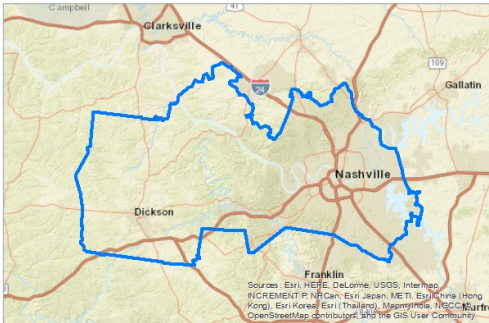 Campbell
41
Clarksville
109
24
Gallatin
Nashville
Dickson
Franklin
Sources: Esri, HERE, DeLorme, USGS, Intermap,
INCREMENT P, NRCan, Esri Japan, METI, Esri China (Hong
Kong), Esri Korea, Esri (Thailand), MapmyIndia, NGCC, ©
OpenStreetMap contributors, and the GIS User Community